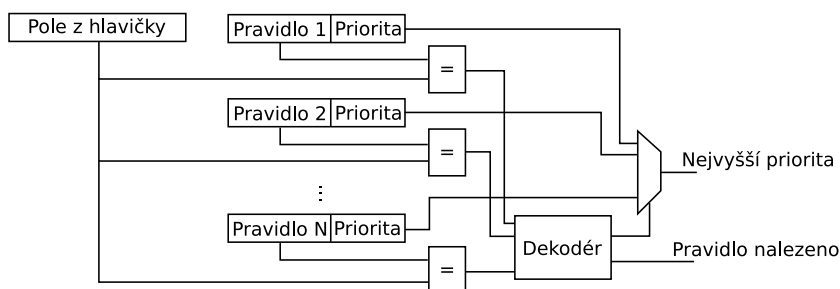 Pole z hlavičky
Pravidlo 1 Priorita
=
Pravidlo 2 Priorita
=
Nejvyšší priorita
...
Pravidlo N Priorita
Dekodér
Pravidlo nalezeno
=